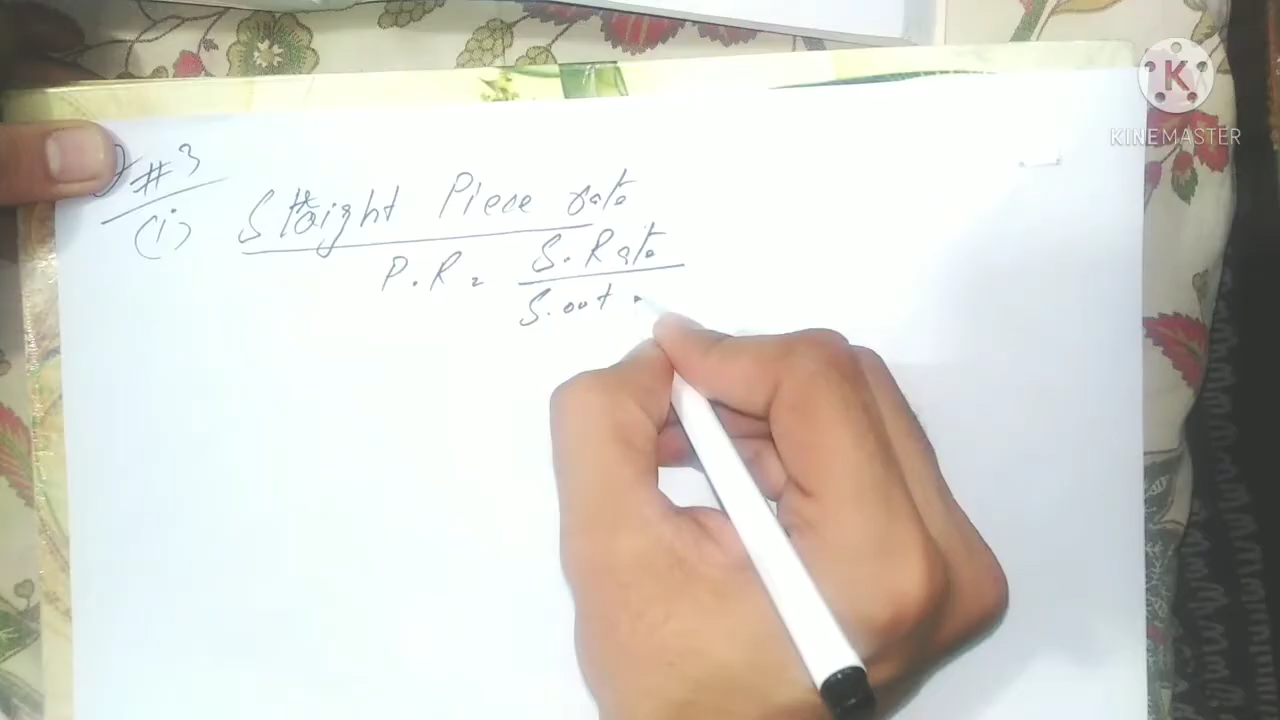 #3
(i) Straight Piece rate
P.R = S.Rate
S.out
K
KINEMASTER